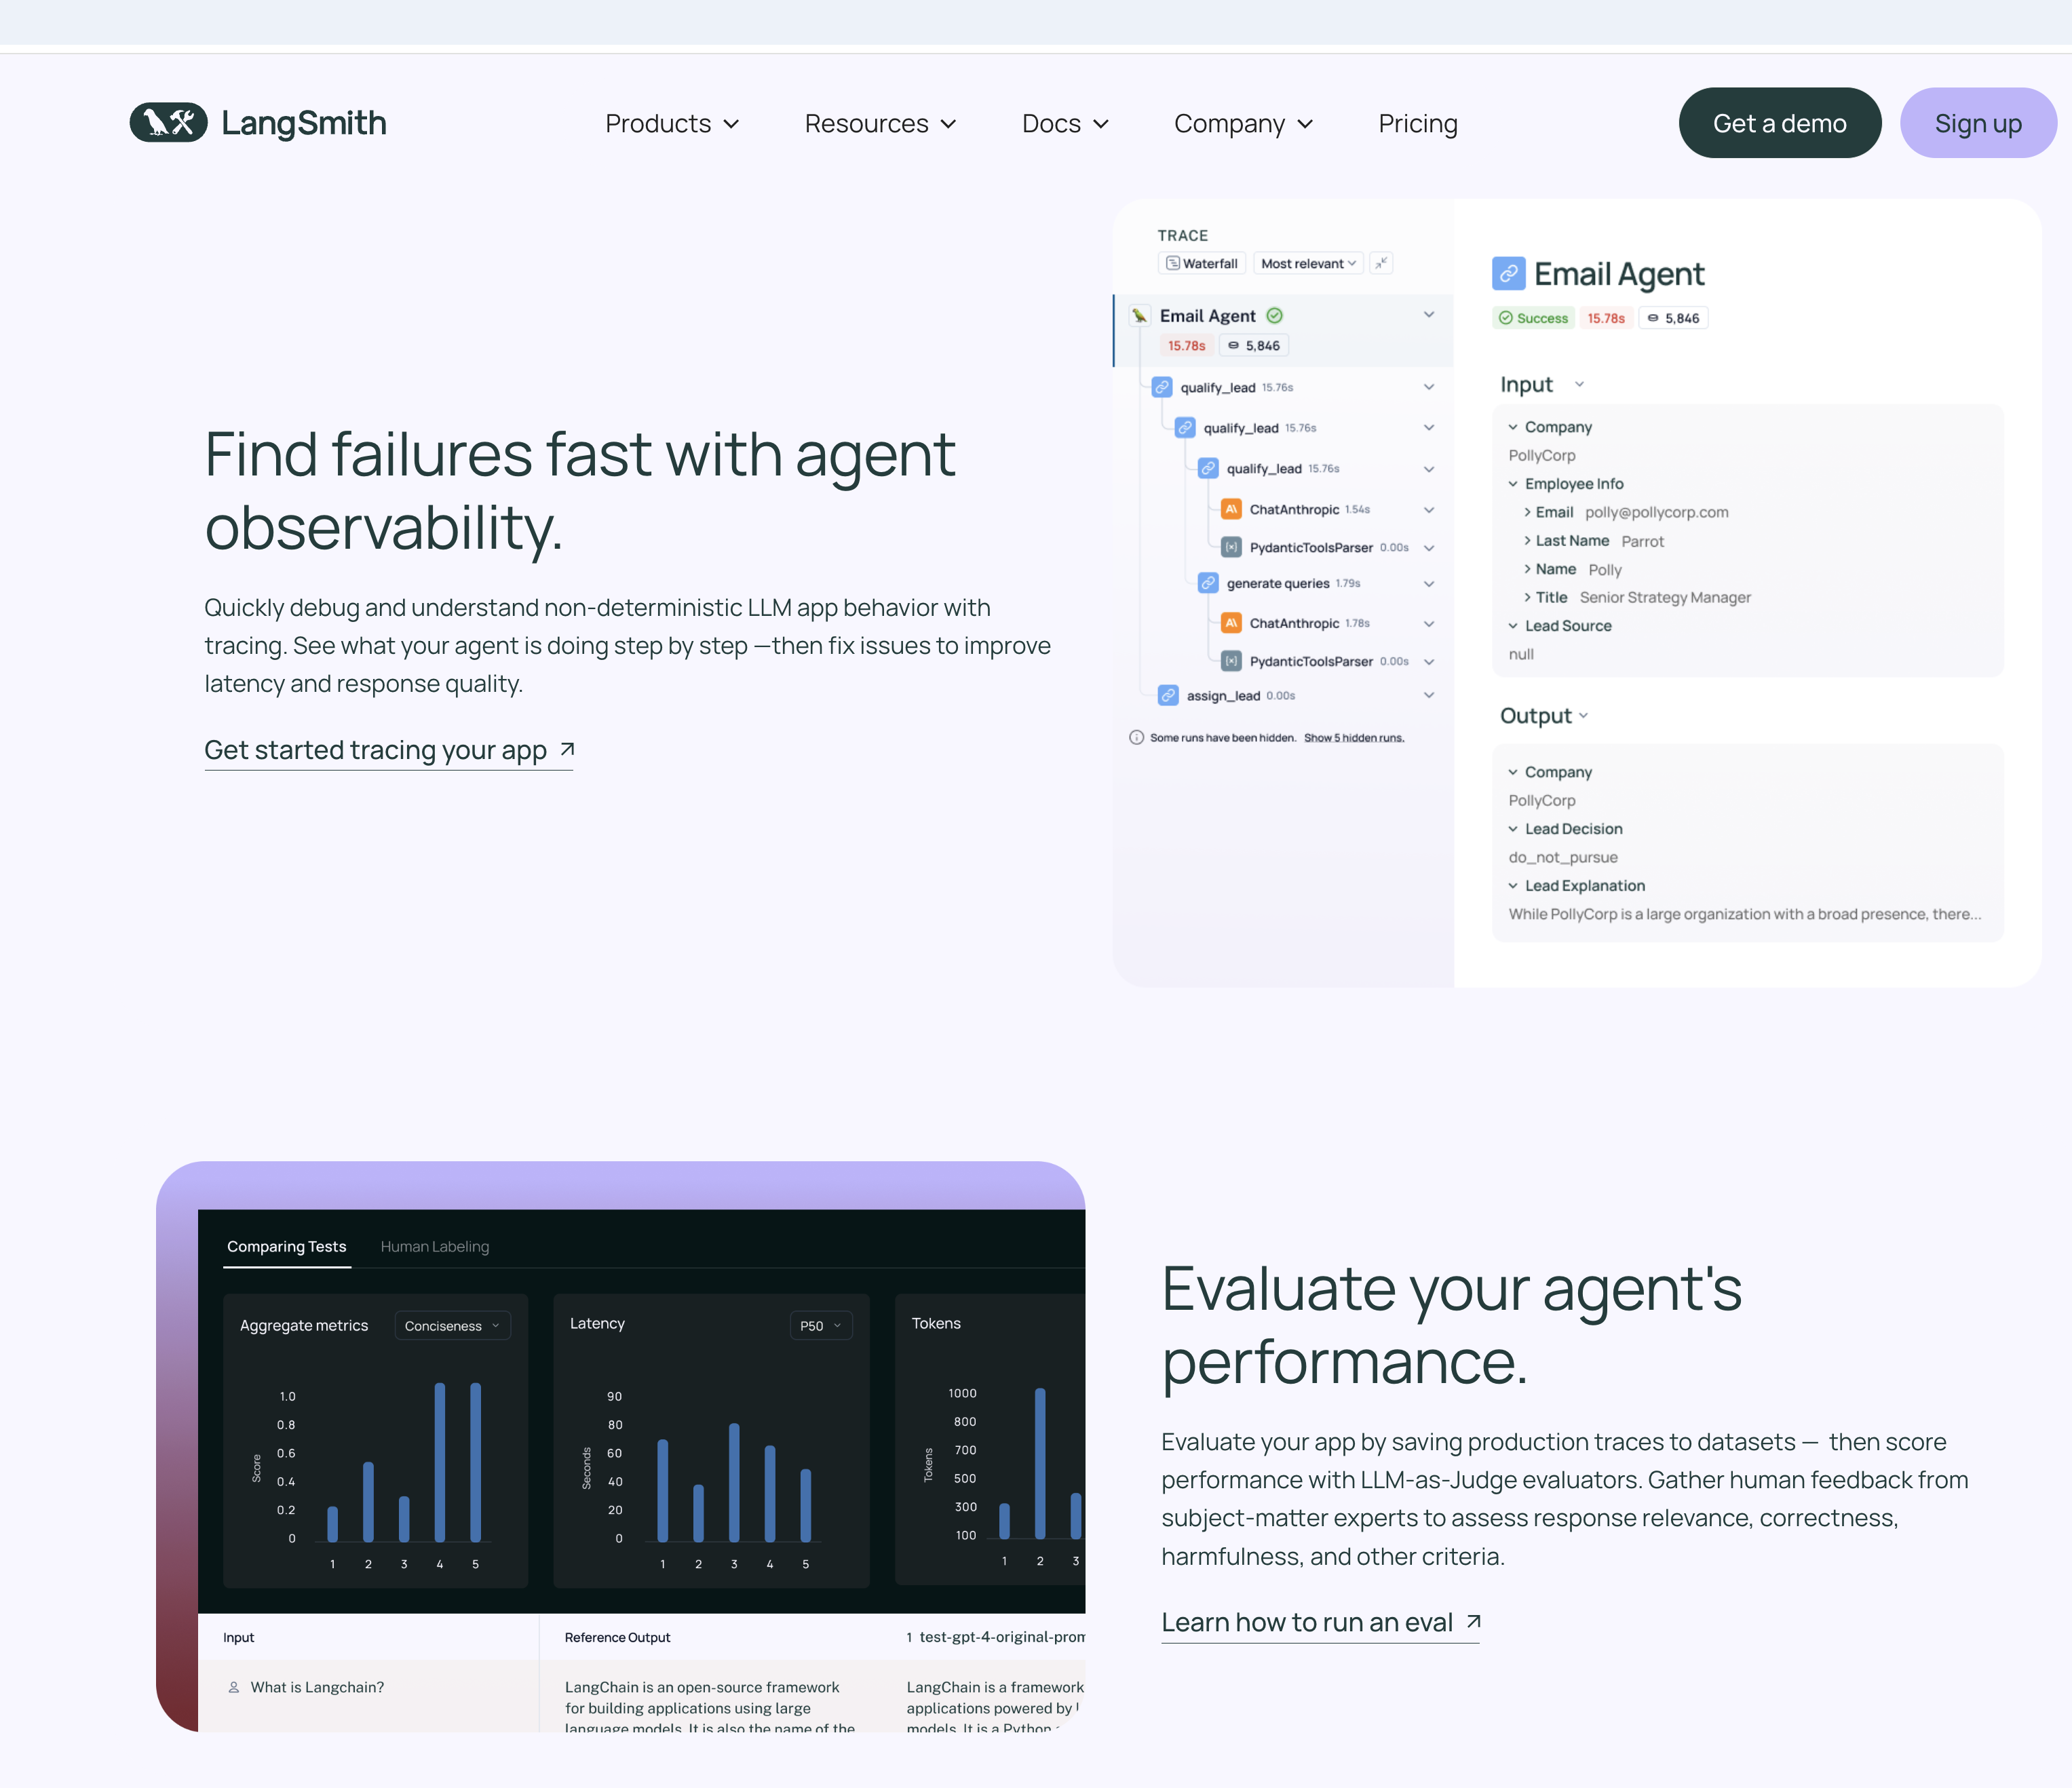 LangSmith
Products
Resources
Docs
Company
Pricing
Get a demo
Sign up
Find failures fast with agent
observability.
Quickly debug and understand non-deterministic LLM app behavior with
tracing. See what your agent is doing step by step —then fix issues to improve
latency and response quality.
Get started tracing your app
TRACE
Waterfall
Most relevant
Email Agent
15.78s
5,846
qualify_lead 15.76s
qualify_lead 15.76s
qualify_lead 15.76s
ChatAnthropic 1.54s
PydanticToolsParser 0.00s
generate queries 1.79s
ChatAnthropic 1.78s
PydanticToolsParser 0.00s
assign_lead 0.00s
Some runs have been hidden. Show 5 hidden runs.
Email Agent
Success
15.78s
5,846
Input
Company
PollyCorp
Employee Info
Email polly@pollycorp.com
Last Name Parrot
Name Polly
Title Senior Strategy Manager
Lead Source
null
Output
Company
PollyCorp
Lead Decision
do_not_pursue
Lead Explanation
While PollyCorp is a large organization with a broad presence, there...
Comparing Tests
Human Labeling
Aggregate metrics
Conciseness
Score
1.0
0.8
0.6
0.4
0.2
0
1 2 3 4 5
Latency
P50
Seconds
90
80
60
40
20
0
1 2 3 4 5
Tokens
Tokens
1000
800
700
500
300
100
1 2 3
Input
Reference Output
1 test-gpt-4-original-prom
What is Langchain?
LangChain is an open-source framework
for building applications using large
language models. It is also the name of the
LangChain is a framework
applications powered by
models. It is a Python
Evaluate your agent's
performance.
Evaluate your app by saving production traces to datasets — then score
performance with LLM-as-Judge evaluators. Gather human feedback from
subject-matter experts to assess response relevance, correctness,
harmfulness, and other criteria.
Learn how to run an eval